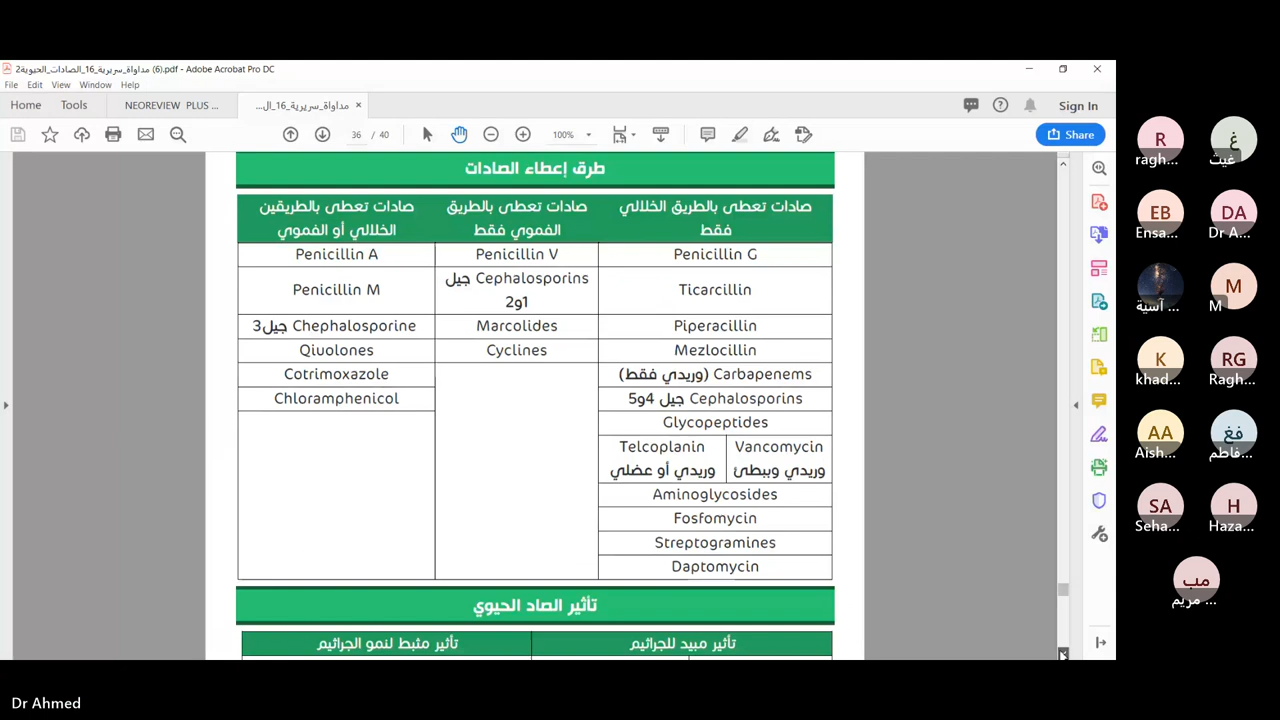 مداواة_سريرية_16_الصادات_الحيوية2 (6).pdf - Adobe Acrobat Pro DC
File Edit View Window Help
Home Tools NEOREVIEW PLUS ... مداواة_سريرية_16_ال... × Sign In
36 / 40 100% Share
طرق إعطاء الصادات
صادات تعطى بالطريق الخلالي فقط
صادات تعطى بالطريق الفموي فقط
صادات تعطى بالطريقين الخلالي أو الفموي
Penicillin G Penicillin V Penicillin A
Ticarcillin Cephalosporins جيل 1و2 Penicillin M
Piperacillin Marcolides Chephalosporine جيل3
Mezlocillin Cyclines Qiuolones
Carbapenems (وريدي فقط) Cotrimoxazole
Cephalosporins جيل 4و5 Chloramphenicol
Glycopeptides
Vancomycin Telcoplanin
وريدي وببطئ وريدي أو عضلي
Aminoglycosides
Fosfomycin
Streptogramines
Daptomycin
تأثير الصاد الحيوي
تأثير مبيد للجراثيم تأثير مثبط لنمو الجراثيم
R غ
ragh... غيث
EB DA
Ensa... Dr A...
M
آسية ... M
K RG
khad... Ragh...
AA فغ
Aish... فاطم...
SA H
Seha... Haza...
مب
مريم ...
Dr Ahmed